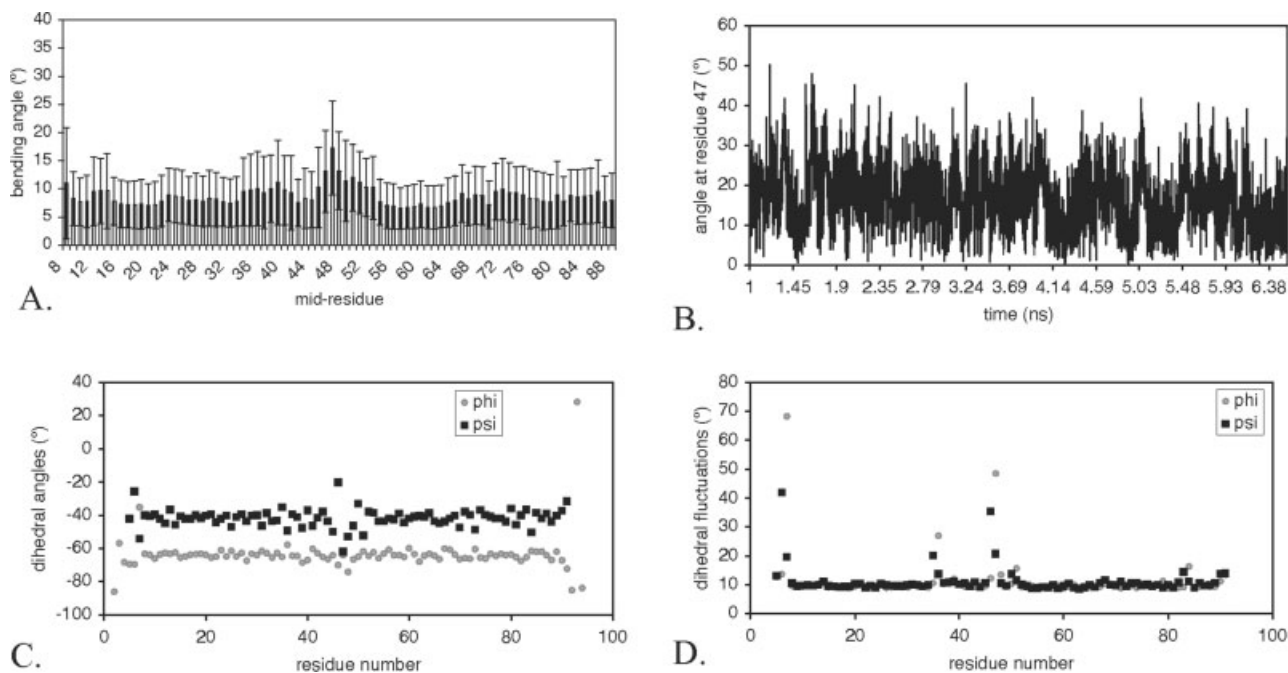 40
35
30
25
20
15
10
5
0
bending angle (º)
8 12 16 20 24 28 32 36 40 44 48 52 56 60 64 68 72 76 80 84 88
mid-residue
A.
60
50
40
30
20
10
0
angle at residue 47 (º)
1 1.45 1.9 2.35 2.79 3.24 3.69 4.14 4.59 5.03 5.48 5.93 6.38
time (ns)
B.
40
20
0
-20
-40
-60
-80
-100
dihedral angles (º)
phi
psi
0 20 40 60 80 100
residue number
C.
80
70
60
50
40
30
20
10
0
dihedral fluctuations (º)
phi
psi
0 20 40 60 80 100
residue number
D.